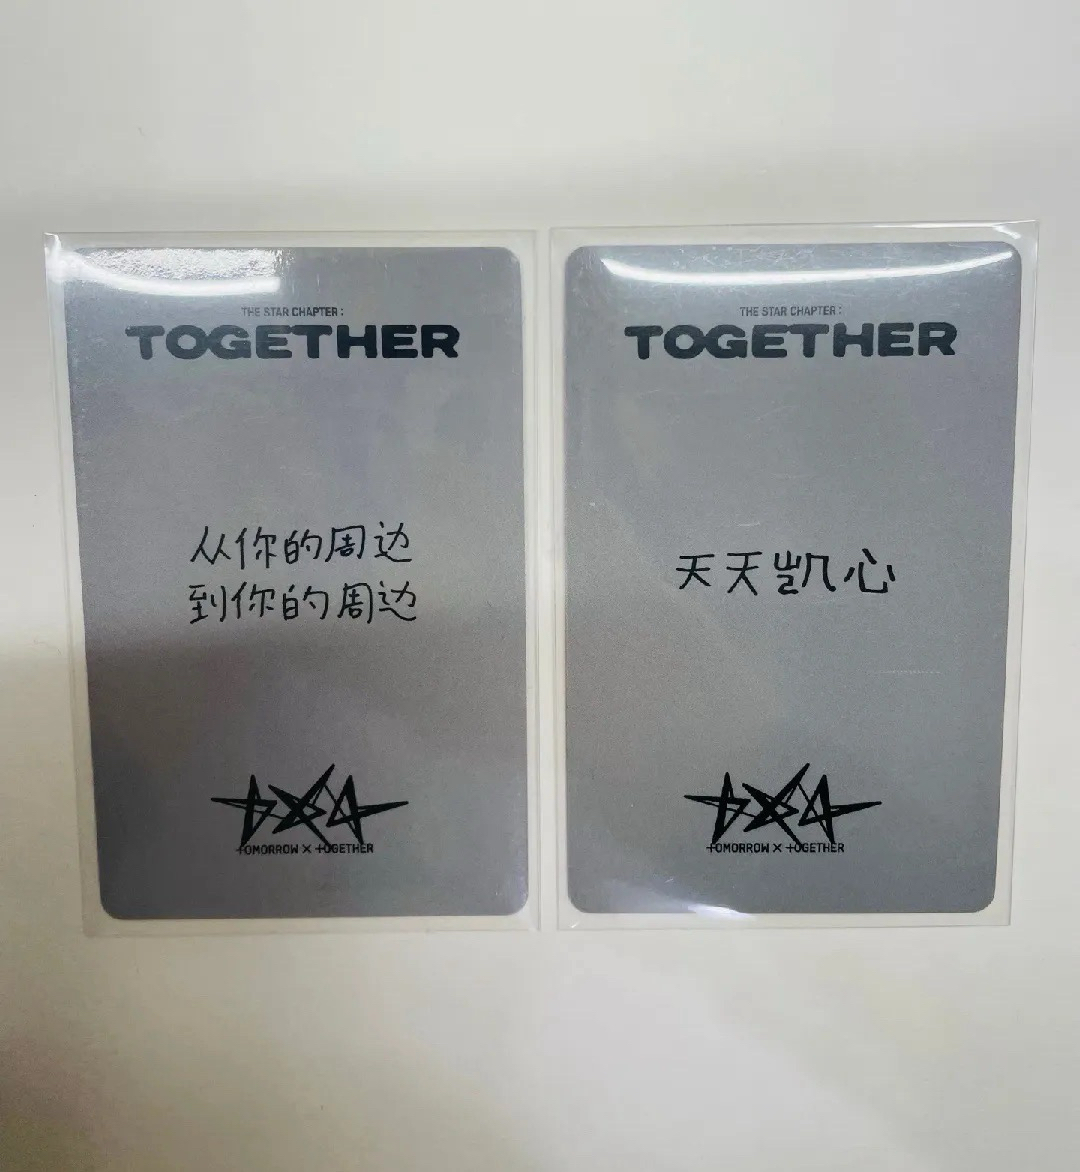 THE STAR CHAPTER :
TOGETHER
从你的周边
到你的周边
TOMORROW X TOGETHER
THE STAR CHAPTER :
TOGETHER
天天凯心
TOMORROW X TOGETHER